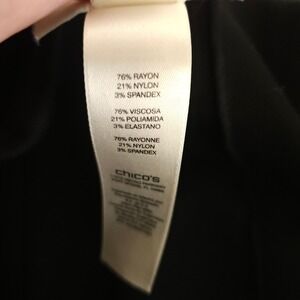 76% RAYON
21% NYLON
3% SPANDEX
76% VISCOSA
21% POLIAMIDA
3% ELASTANO
76% RAYONNE
21% NYLON
3% SPANDEX
chico's